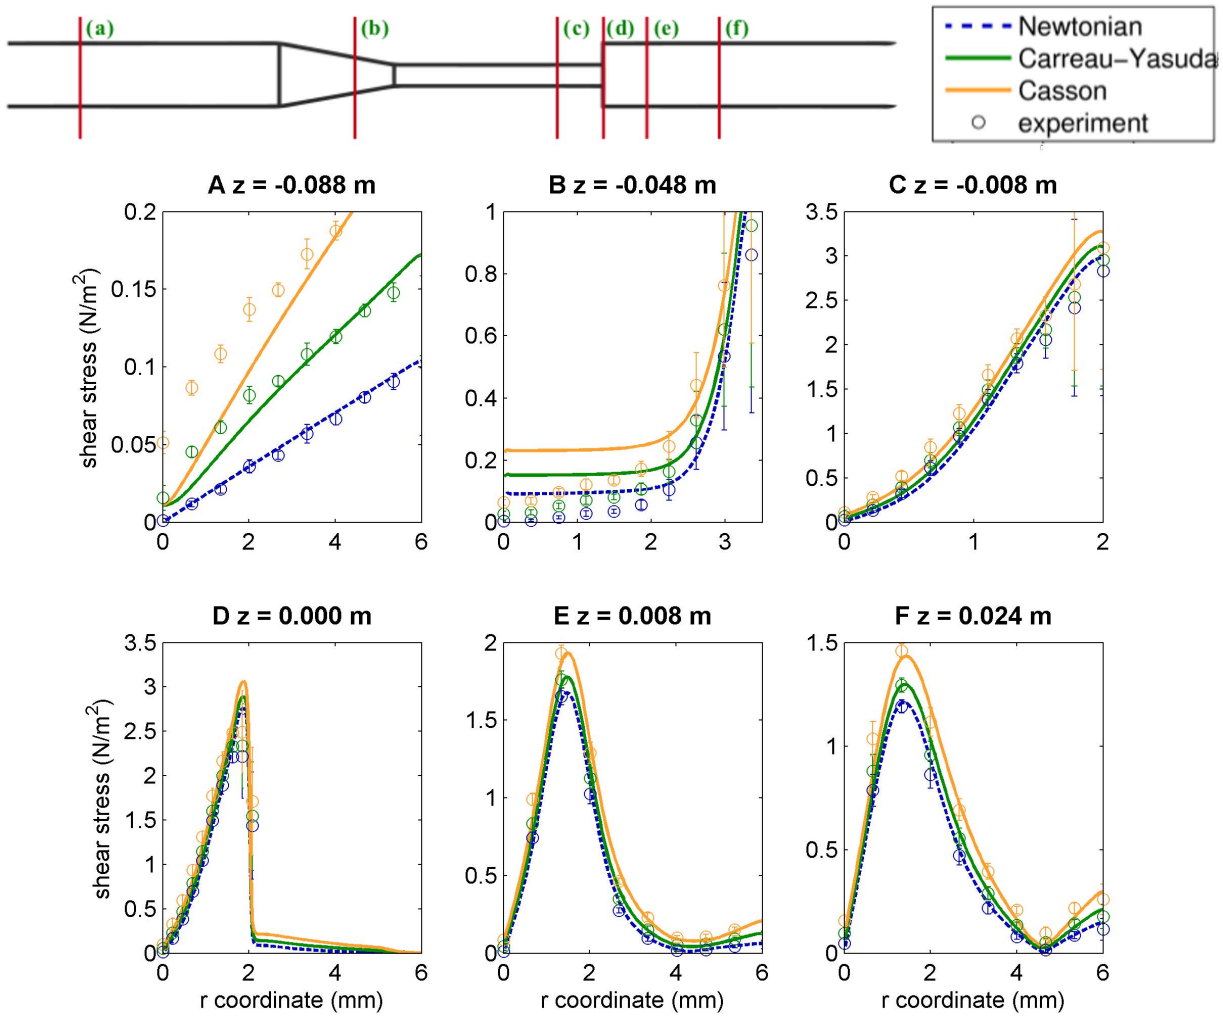 (a)
(b)
(c)
(d)
(e)
(f)
Newtonian
Carreau-Yasuda
Casson
experiment
A z = -0.088 m
B z = -0.048 m
C z = -0.008 m
shear stress (N/m²)
0.2
0.15
0.1
0.05
0
0 2 4 6
1
0.8
0.6
0.4
0.2
0
0 1 2 3
3.5
3
2.5
2
1.5
1
0.5
0
0 1 2
D z = 0.000 m
E z = 0.008 m
F z = 0.024 m
shear stress (N/m²)
3.5
3
2.5
2
1.5
1
0.5
0
0 2 4 6
r coordinate (mm)
2
1.5
1
0.5
0
0 2 4 6
r coordinate (mm)
1.5
1
0.5
0
0 2 4 6
r coordinate (mm)